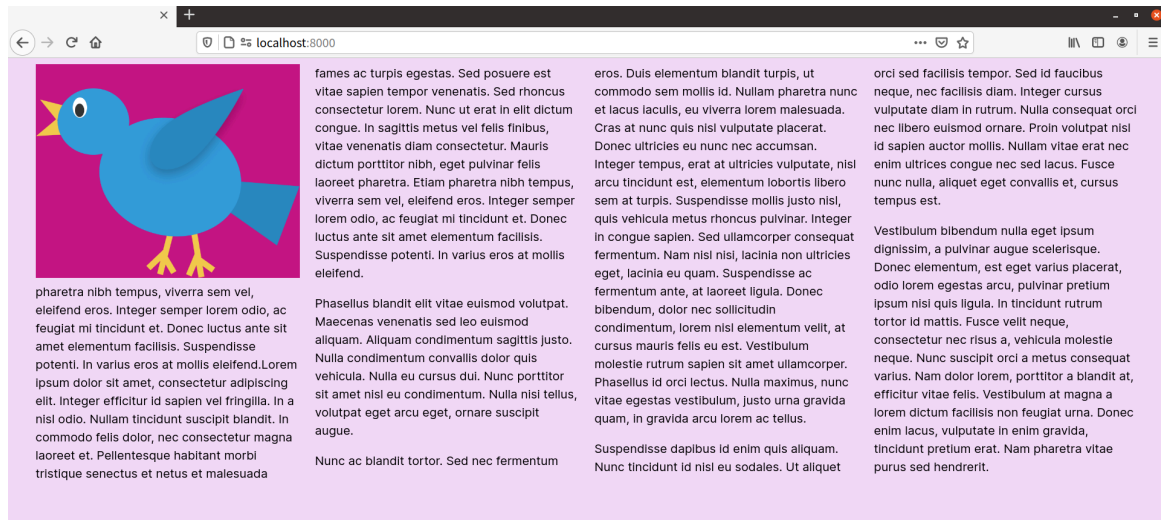 localhost:8000
pharetra nibh tempus, viverra sem vel,
eleifend eros. Integer semper lorem odio, ac
feugiat mi tincidunt et. Donec luctus ante sit
amet elementum facilisis. Suspendisse
potenti. In varius eros at mollis eleifend.Lorem
ipsum dolor sit amet, consectetur adipiscing
elit. Integer efficitur id sapien vel fringilla. In a
nisl odio. Nullam tincidunt suscipit blandit. In
commodo felis dolor, nec consectetur magna
laoreet et. Pellentesque habitant morbi
tristique senectus et netus et malesuada
fames ac turpis egestas. Sed posuere est
vitae sapien tempor venenatis. Sed rhoncus
consectetur lorem. Nunc ut erat in elit dictum
congue. In sagittis metus vel felis finibus,
vitae venenatis diam consectetur. Mauris
dictum porttitor nibh, eget pulvinar felis
laoreet pharetra. Etiam pharetra nibh tempus,
viverra sem vel, eleifend eros. Integer semper
lorem odio, ac feugiat mi tincidunt et. Donec
luctus ante sit amet elementum facilisis.
Suspendisse potenti. In varius eros at mollis
eleifend.
Phasellus blandit elit vitae euismod volutpat.
Maecenas venenatis sed leo euismod
aliquam. Aliquam condimentum sagittis justo.
Nulla condimentum convallis dolor quis
vehicula. Nulla eu cursus dui. Nunc porttitor
sit amet nisl eu condimentum. Nulla nisi tellus,
volutpat eget arcu eget, ornare suscipit
augue.
Nunc ac blandit tortor. Sed nec fermentum
eros. Duis elementum blandit turpis, ut
commodo sem mollis id. Nullam pharetra nunc
et lacus iaculis, eu viverra lorem malesuada.
Cras at nunc quis nisl vulputate placerat.
Donec ultricies eu nunc nec accumsan.
Integer tempus, erat at ultricies vulputate, nisl
arcu tincidunt est, elementum lobortis libero
sem at turpis. Suspendisse mollis justo nisl,
quis vehicula metus rhoncus pulvinar. Integer
in congue sapien. Sed ullamcorper consequat
fermentum. Nam nisl nisi, lacinia non ultricies
eget, lacinia eu quam. Suspendisse ac
fermentum ante, at laoreet ligula. Donec
bibendum, dolor nec sollicitudin
condimentum, lorem nisl elementum velit, at
cursus mauris felis eu est. Vestibulum
molestie rutrum sapien sit amet ullamcorper.
Phasellus id orci lectus. Nulla maximus, nunc
vitae egestas vestibulum, justo urna gravida
quam, in gravida arcu lorem ac tellus.
Suspendisse dapibus id enim quis aliquam.
Nunc tincidunt id nisl eu sodales. Ut aliquet
orci sed facilisis tempor. Sed id faucibus
neque, nec facilisis diam. Integer cursus
vulputate diam in rutrum. Nulla consequat orci
nec libero euismod ornare. Proin volutpat nisl
id sapien auctor mollis. Nullam vitae erat nec
enim ultrices congue nec sed lacus. Fusce
nunc nulla, aliquet eget convallis et, cursus
tempus est.
Vestibulum bibendum nulla eget ipsum
dignissim, a pulvinar augue scelerisque.
Donec elementum, est eget varius placerat,
odio lorem egestas arcu, pulvinar pretium
ipsum nisi quis ligula. In tincidunt rutrum
tortor id mattis. Fusce velit neque,
consectetur nec risus a, vehicula molestie
neque. Nunc suscipit orci a metus consequat
varius. Nam dolor lorem, porttitor a blandit at,
efficitur vitae felis. Vestibulum at magna a
lorem dictum facilisis non feugiat urna. Donec
enim lacus, vulputate in enim gravida,
tincidunt pretium erat. Nam pharetra vitae
purus sed hendrerit.